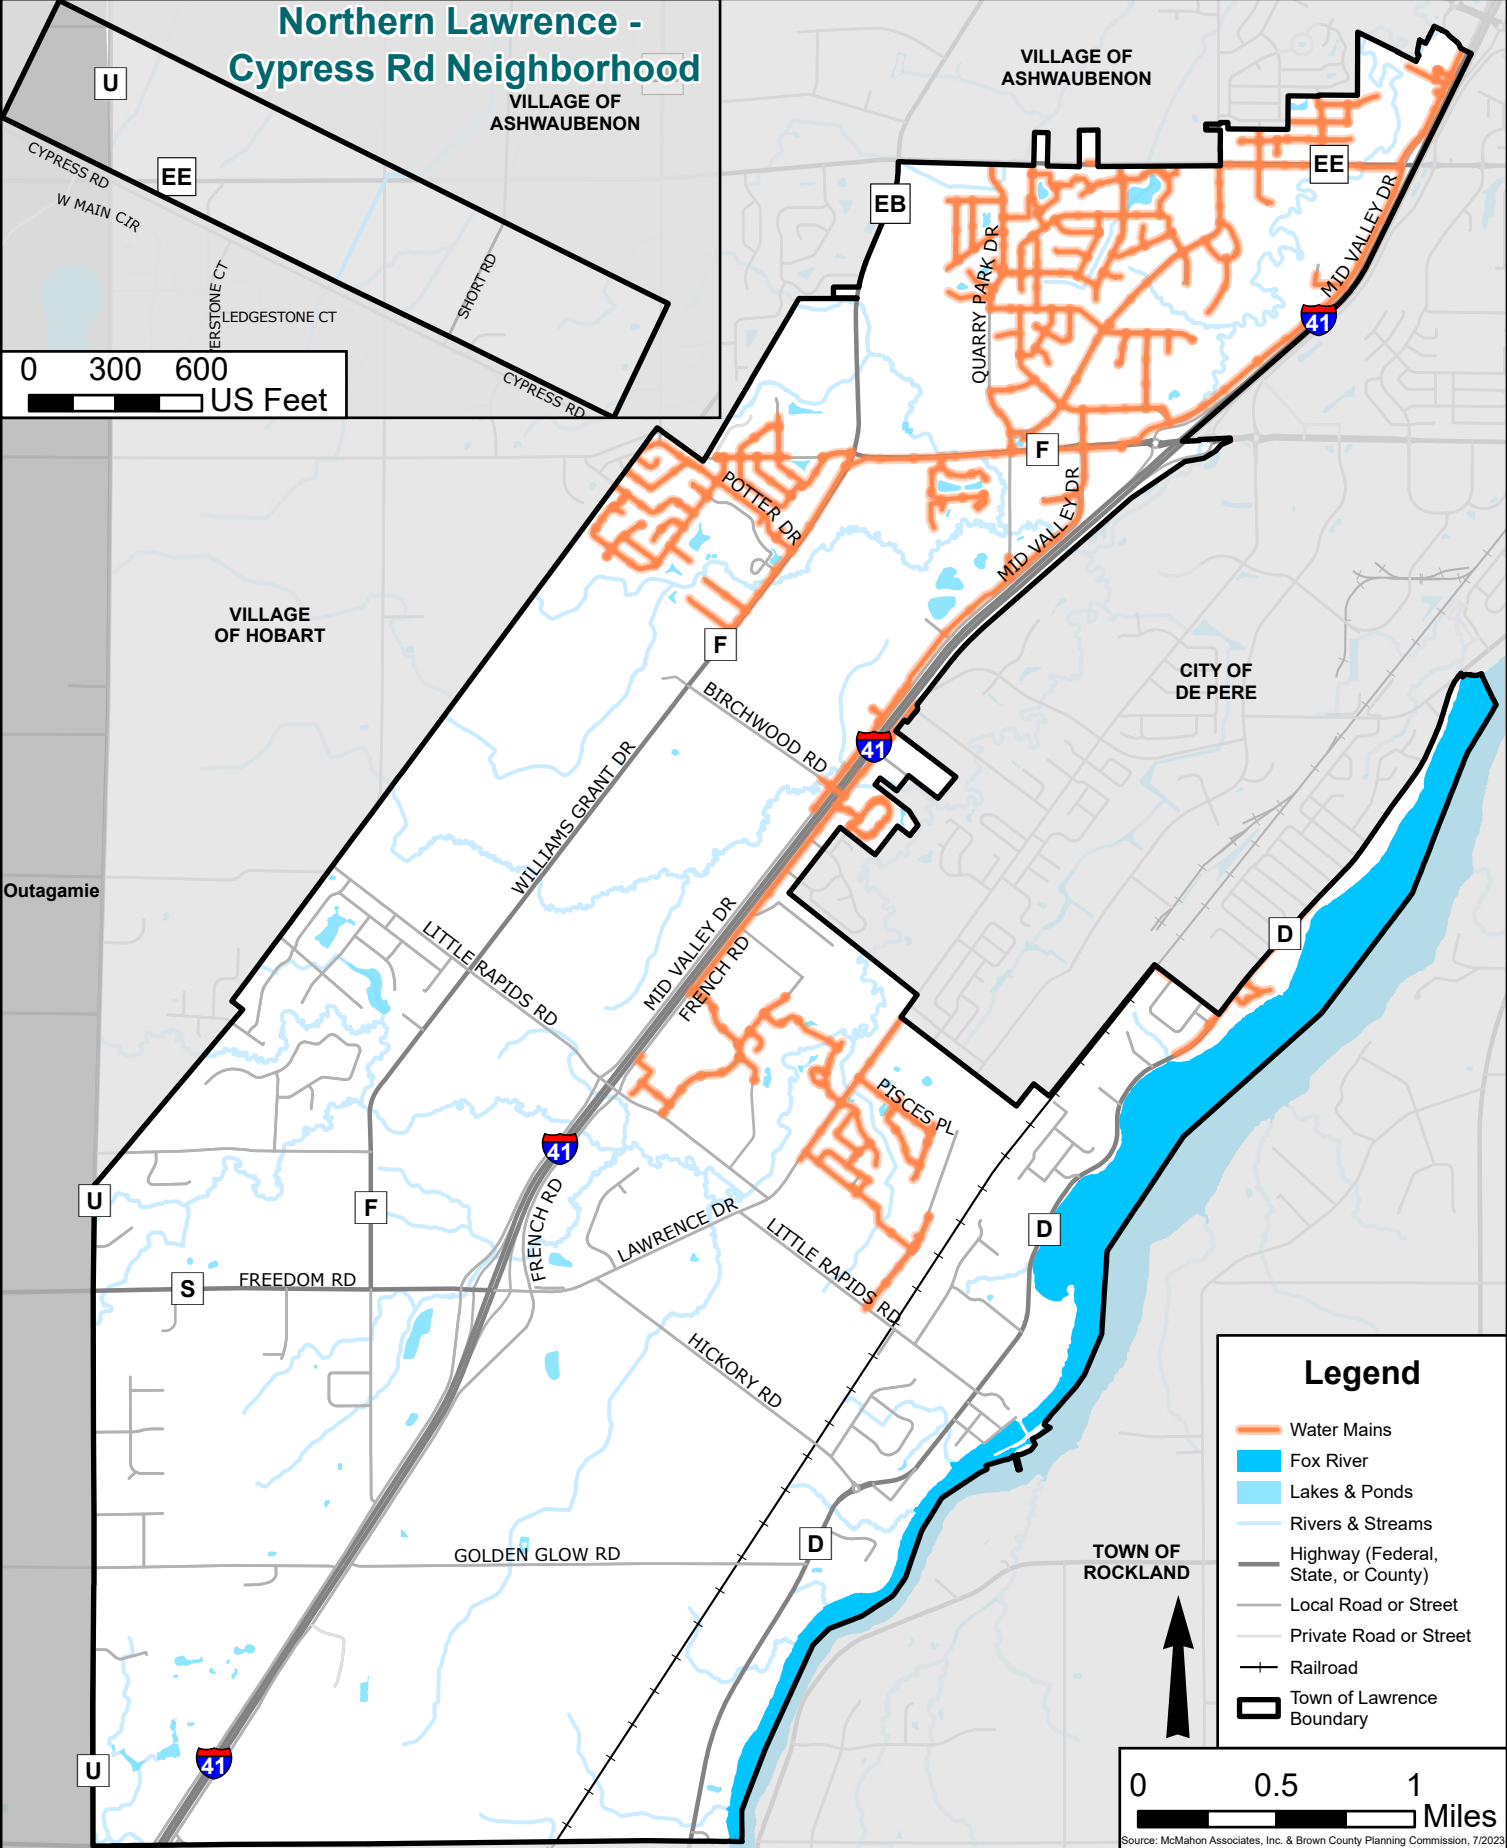 Northern Lawrence -
Cypress Rd Neighborhood
VILLAGE OF
ASHWAUBENON
U
EE
CYPRESS RD
W MAIN CIR
ERSTONE CT
LEDGESTONE CT
SHORT RD
CYPRESS RD
0 300 600
US Feet
VILLAGE OF
ASHWAUBENON
EE
EB
MID VALLEY DR
QUARRY PARK DR
41
F
POTTER DR
MID VALLEY DR
MID VALLEY DR
VILLAGE
OF HOBART
F
CITY OF
DE PERE
BIRCHWOOD RD
41
WILLIAMS GRANT DR
Outagamie
LITTLE RAPIDS RD
MID VALLEY DR
FRENCH RD
D
PISCES PL
41
U
F
FRENCH RD
LAWRENCE DR
LITTLE RAPIDS RD
D
S
FREEDOM RD
HICKORY RD
GOLDEN GLOW RD
D
TOWN OF
ROCKLAND
41
U
Legend
Water Mains
Fox River
Lakes & Ponds
Rivers & Streams
Highway (Federal,
State, or County)
Local Road or Street
Private Road or Street
Railroad
Town of Lawrence
Boundary
0 0.5 1
Miles
Source: McMahon Associates, Inc. & Brown County Planning Commission, 7/2023